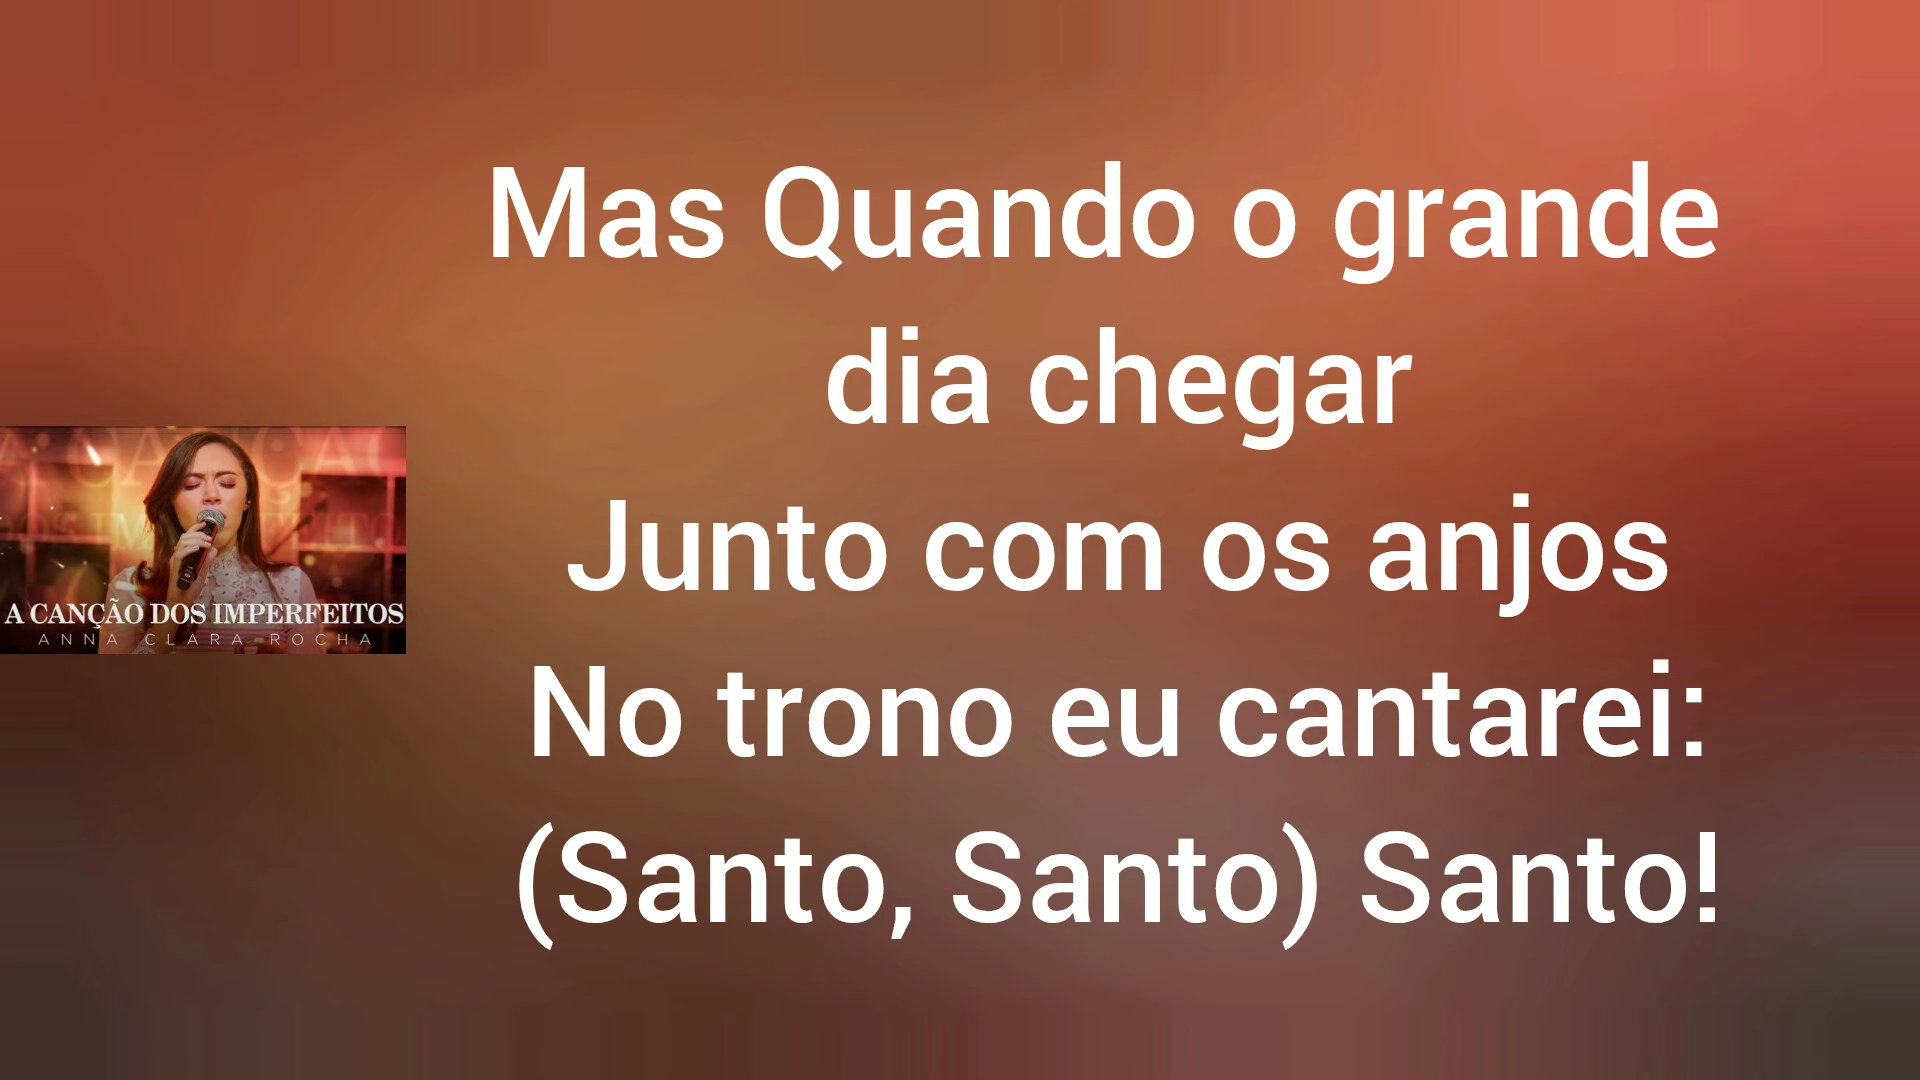 Mas Quando o grande
dia chegar
Junto com os anjos
No trono eu cantarei:
(Santo, Santo) Santo!
A CANÇÃO DOS IMPERFEITOS
ANNA CLARA ROCHA